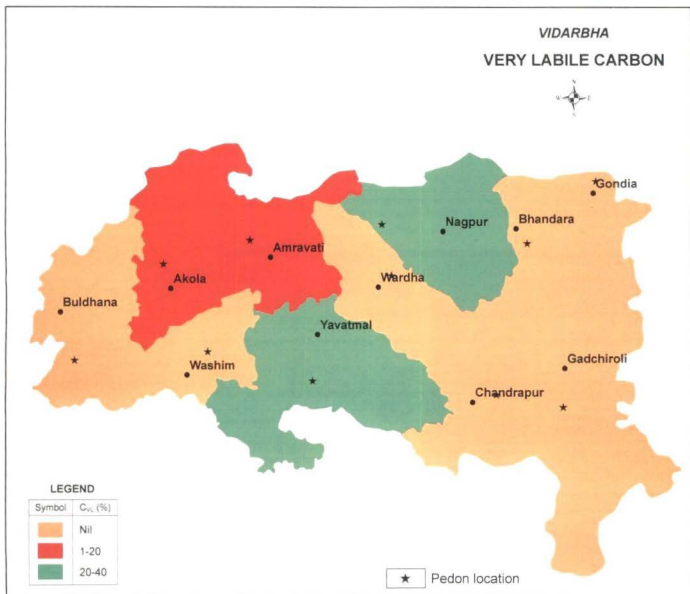 VIDARBHA
VERY LABILE CARBON
N
W
E
S
Gondia
Nagpur
Bhandara
Amravati
Akola
Wardha
Buldhana
Yavatmal
Washim
Gadchiroli
Chandrapur
LEGEND
Symbol C_VL (%)
Nil
1-20
20-40
★ Pedon location